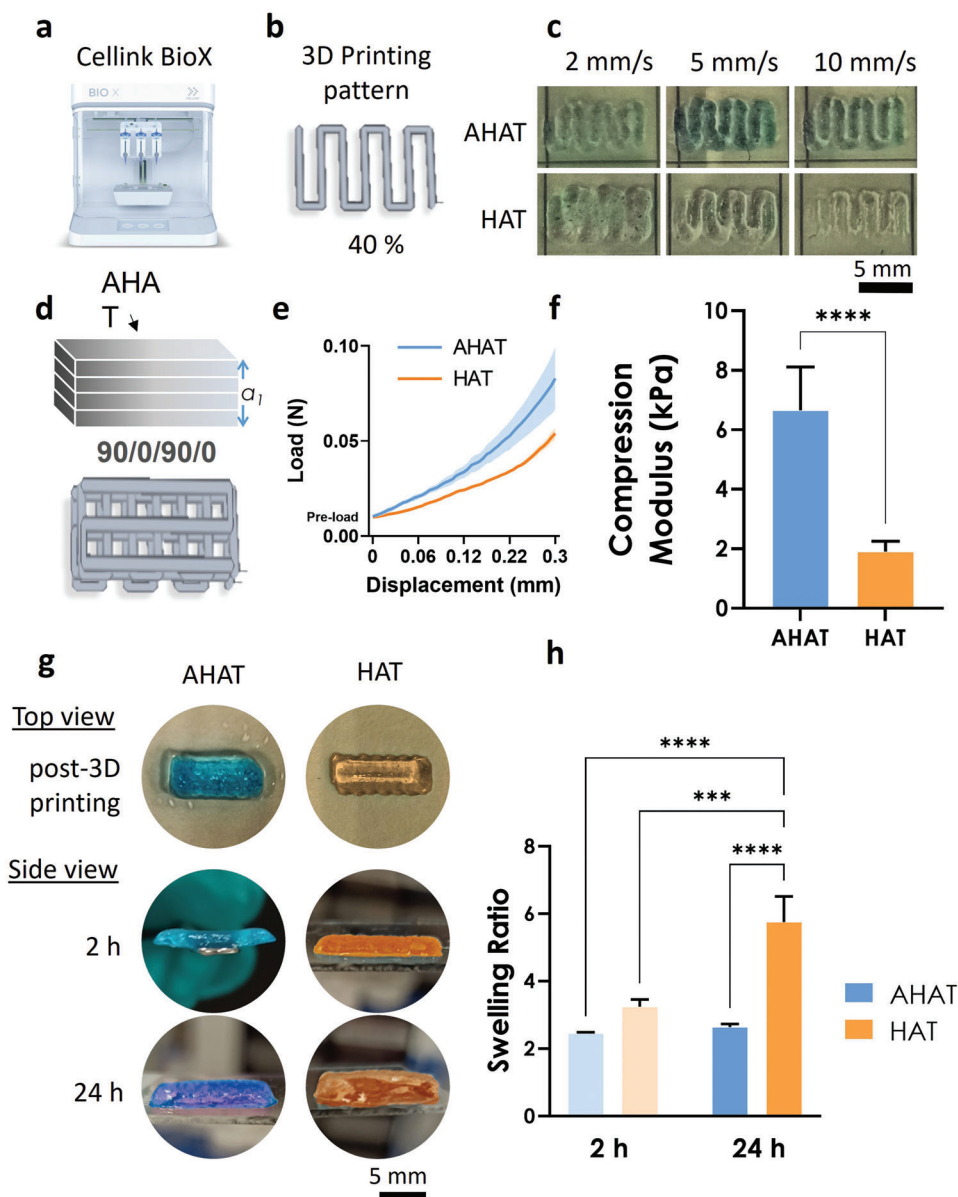 a
Cellink BioX
BIO X
b
3D Printing
pattern
40 %
c
2 mm/s
5 mm/s
10 mm/s
AHAT
HAT
5 mm
d
AHA
T
a1
90/0/90/0
e
0.10
0.05
Pre-load
0.00
Load (N)
AHAT
HAT
0
0.06
0.12
0.22
0.3
Displacement (mm)
f
8
6
4
2
0
Compression
Modulus (kPa)
****
AHAT
HAT
g
AHAT
HAT
Top view
post-3D
printing
Side view
2 h
24 h
5 mm
h
****
***
****
8
6
4
2
0
Swelling Ratio
2 h
24 h
AHAT
HAT